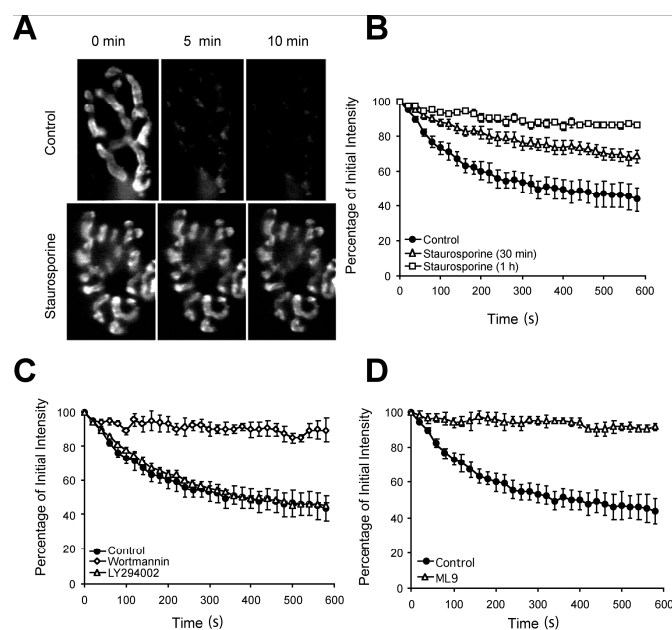 A
0 min 5 min 10 min
Control
Staurosporine
B
Percentage of Initial Intensity
100
80
60
40
20
0
Control
Staurosporine (30 min)
Staurosporine (1 h)
0 100 200 300 400 500 600
Time (s)
C
Percentage of Initial Intensity
100
80
60
40
20
0
Control
Wortmannin
LY294002
0 100 200 300 400 500 600
Time (s)
D
Percentage of Initial Intensity
100
80
60
40
20
0
Control
ML9
0 100 200 300 400 500 600
Time (s)